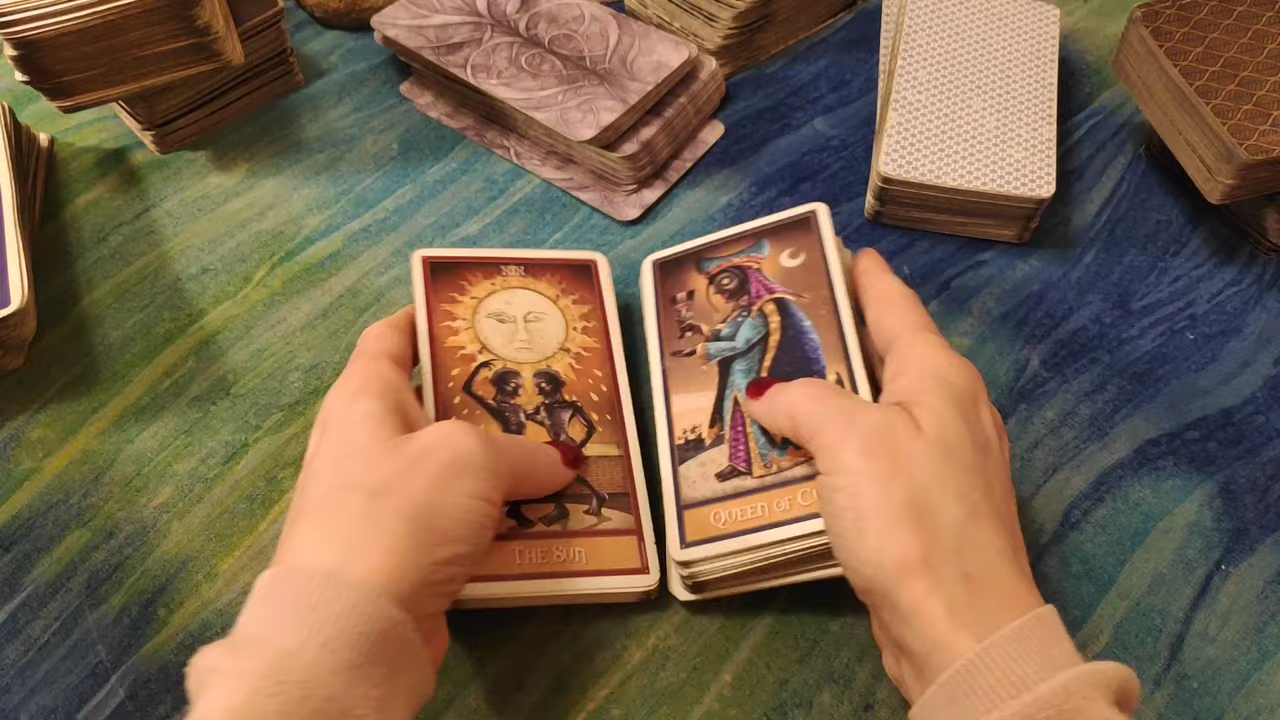 XIX
THE SUN
QUEEN OF